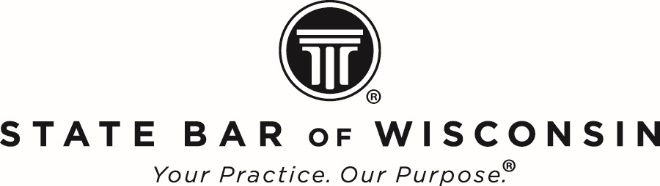 ®
STATE BAR OF WISCONSIN
Your Practice. Our Purpose.®